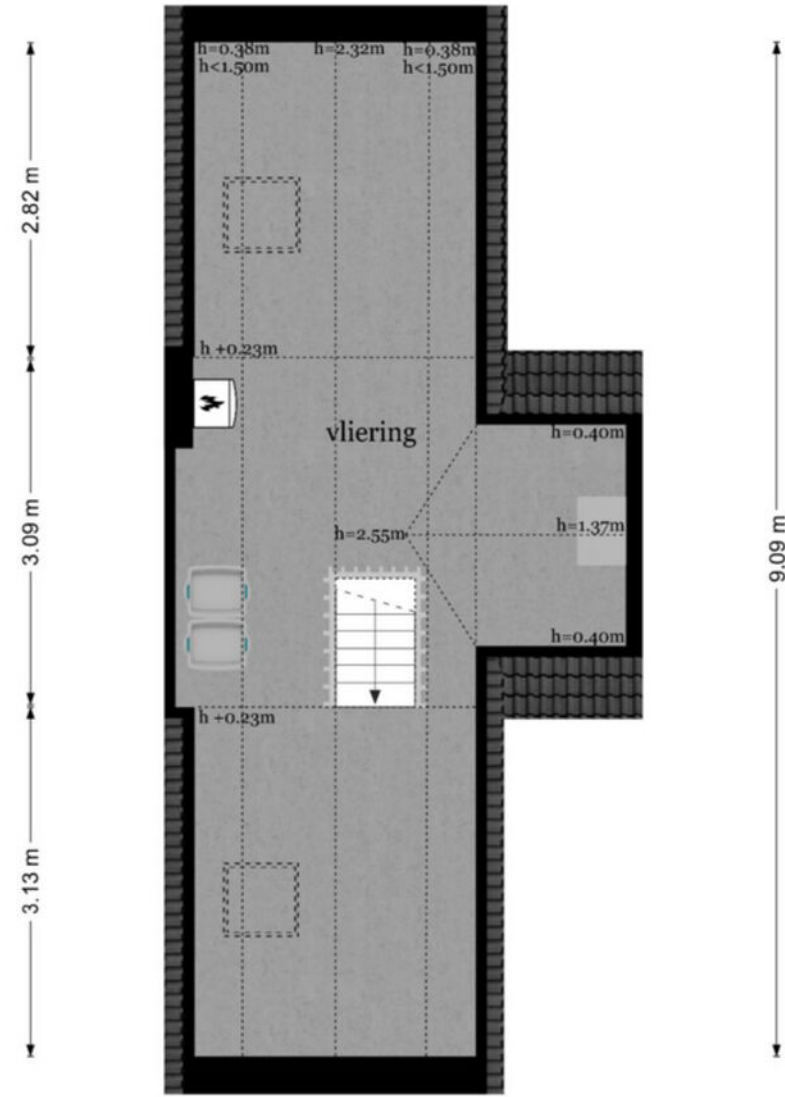 h=0.38m h=2.32m h=0.38m
h<1.50m h<1.50m
2.82 m
h +0.23m
vliering
h=0.40m
3.09 m
h=2.55m
h=1.37m
9.09 m
h=0.40m
h +0.23m
3.13 m